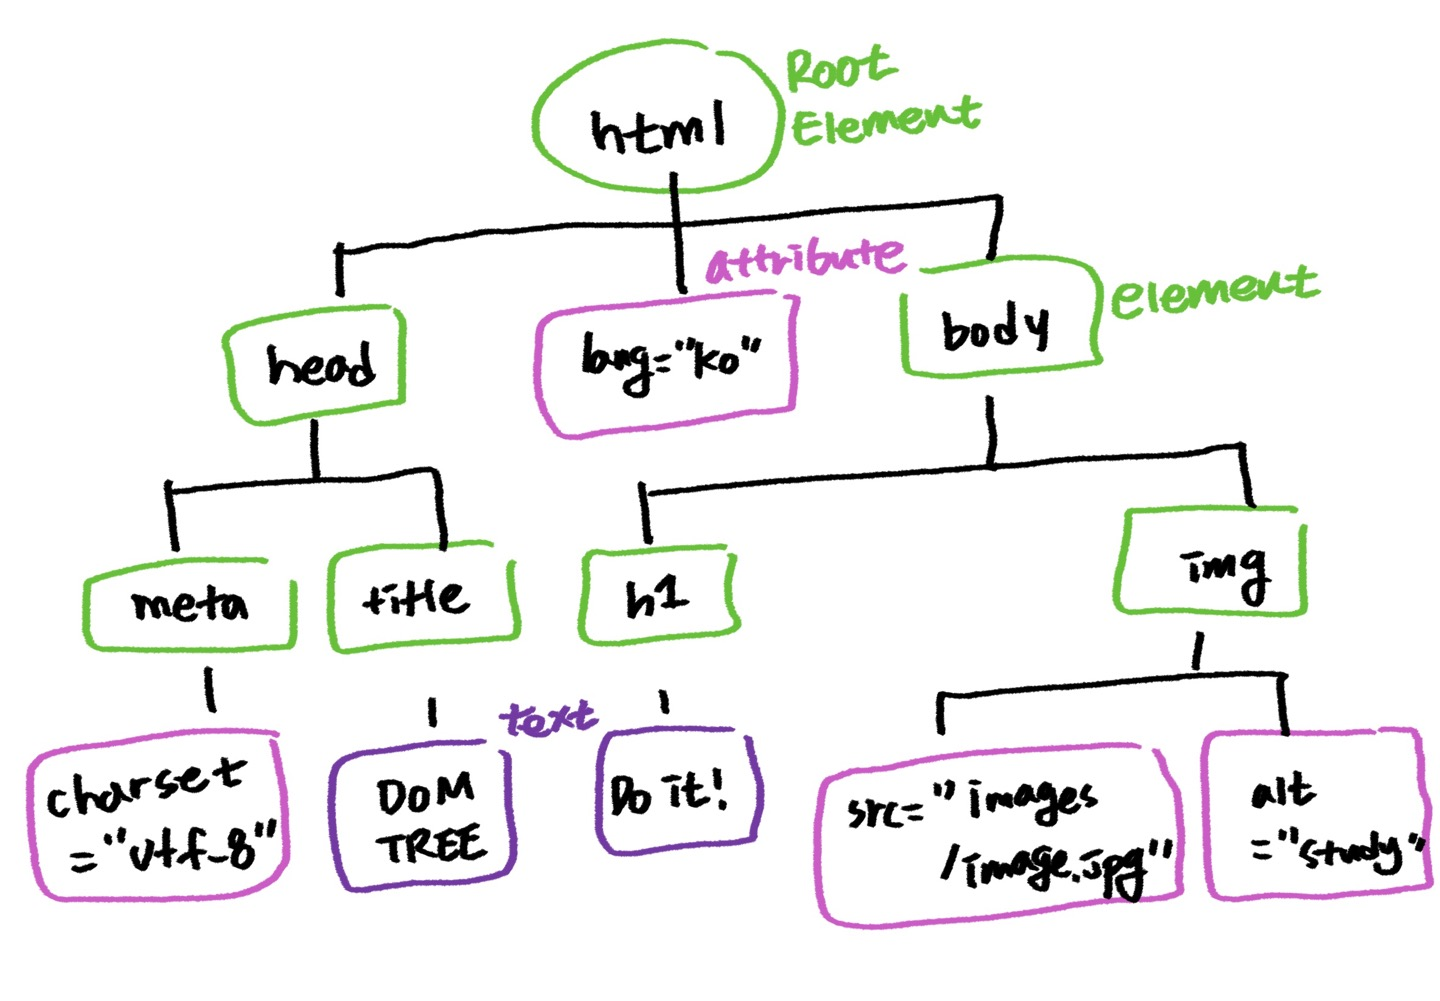 html
Root
Element
head
attribute
lang="ko"
body
element
meta
title
h1
img
charset
="utf-8"
DOM
TREE
text
Do it!
src="images
/image.jpg"
alt
="study"